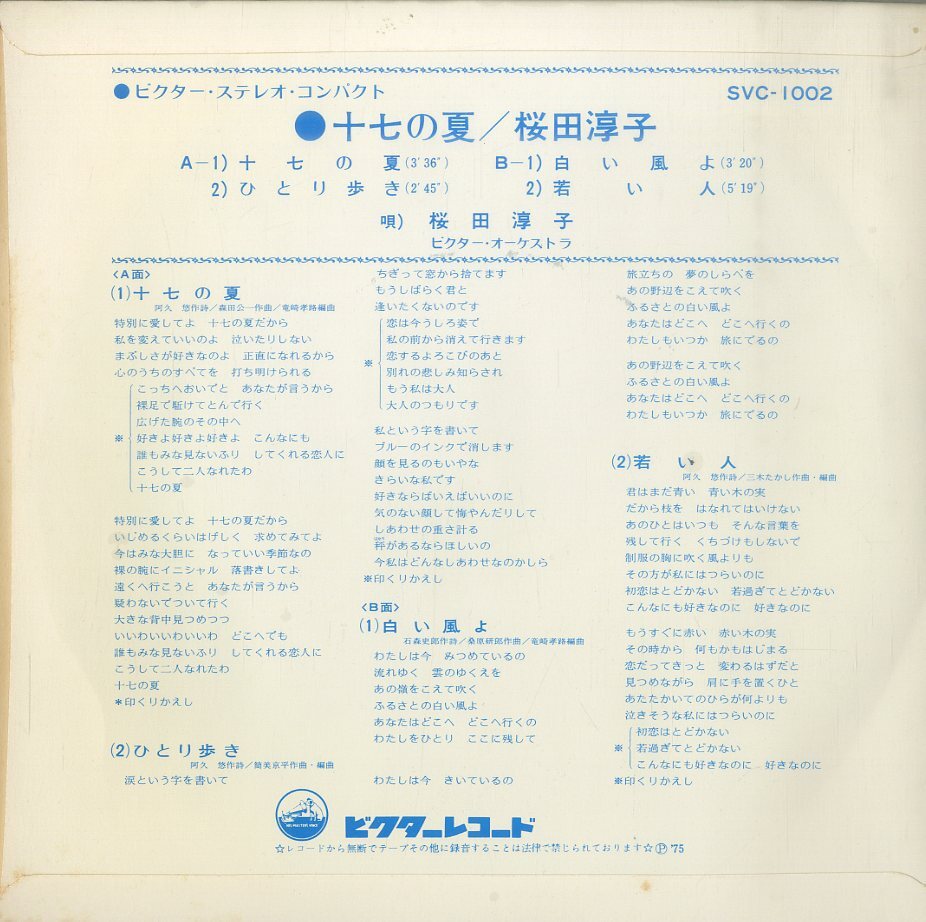 ●ビクター・ステレオ・コンパクト
SVC-1002
●十七の夏／桜田淳子
A-1) 十七の夏(3'36") B-1) 白い風よ(3'20")
2) ひとり歩き(2'45") 2) 若い人(5'19")
唄) 桜田淳子
ビクター・オーケストラ
〈A面〉
(1)十七の夏
阿久 悠作詩／森田公一作曲／竜崎孝路編曲
特別に愛してよ 十七の夏だから
私を変えていいのよ 泣いたりしない
まぶしさが好きなのよ 正直になれるから
心のうちのすべてを 打ち明けられる
こっちへおいでと あなたが言うから
裸足で駈けてとんで行く
広げた腕のその中へ
※ 好きよ好きよ好きよ こんなにも
誰もみな見ないふり してくれる恋人に
こうして二人なれたわ
十七の夏
特別に愛してよ 十七の夏だから
いじめるくらいはげしく 求めてみてよ
今はみな大胆に なっていい季節なの
裸の腕にイニシャル 落書きしてよ
遠くへ行こうと あなたが言うから
疑わないでついて行く
大きな背中見つめつつ
いいわいいわいいわ どこへでも
誰もみな見ないふり してくれる恋人に
こうして二人なれたわ
十七の夏
＊印くりかえし
(2)ひとり歩き
阿久 悠作詩／筒美京平作曲・編曲
涙という字を書いて
ちぎって窓から捨てます
もうしばらく君と
逢いたくないのです
恋は今うしろ姿で
私の前から消えて行きます
※ 恋するよろこびのあと
別れの悲しみ知らされ
もう私は大人
大人のつもりです
私という字を書いて
ブルーのインクで消します
顔を見るのもいやな
きらいな私です
好きならばいえばいいのに
気のない顔して悔やんだりして
しあわせの重さ計る
秤があるならほしいの
今私はどんなしあわせなのかしら
※印くりかえし
〈B面〉
(1)白い風よ
石森史郎作詩／桑原研郎作曲／竜崎孝路編曲
わたしは今 みつめているの
流れゆく 雲のゆくえを
あの嶺をこえて吹く
ふるさとの白い風よ
あなたはどこへ どこへ行くの
わたしをひとり ここに残して
わたしは今 きいているの
旅立ちの 夢のしらべを
あの野辺をこえて吹く
ふるさとの白い風よ
あなたはどこへ どこへ行くの
わたしもいつか 旅にでるの
あの野辺をこえて吹く
ふるさとの白い風よ
あなたはどこへ どこへ行くの
わたしもいつか 旅にでるの
(2)若い人
阿久 悠作詩／三木たかし作曲・編曲
君はまだ青い 青い木の実
だから枝を はなれてはいけない
あのひとはいつも そんな言葉を
残して行く くちづけもしないで
制服の胸に吹く風よりも
その方が私にはつらいのに
初恋はとどかない 若過ぎてとどかない
こんなにも好きなのに 好きなのに
もうすぐに赤い 赤い木の実
その時から 何もかもはじまる
恋だってきっと 変わるはずだと
見つめながら 肩に手を置くひと
あたたかいてのひらが何よりも
泣きそうな私にはつらいのに
初恋はとどかない
※ 若過ぎてとどかない
こんなにも好きなのに 好きなのに
※印くりかえし
ビクターレコード
☆レコードから無断でテープその他に録音することは法律で禁じられております☆Ⓟ'75